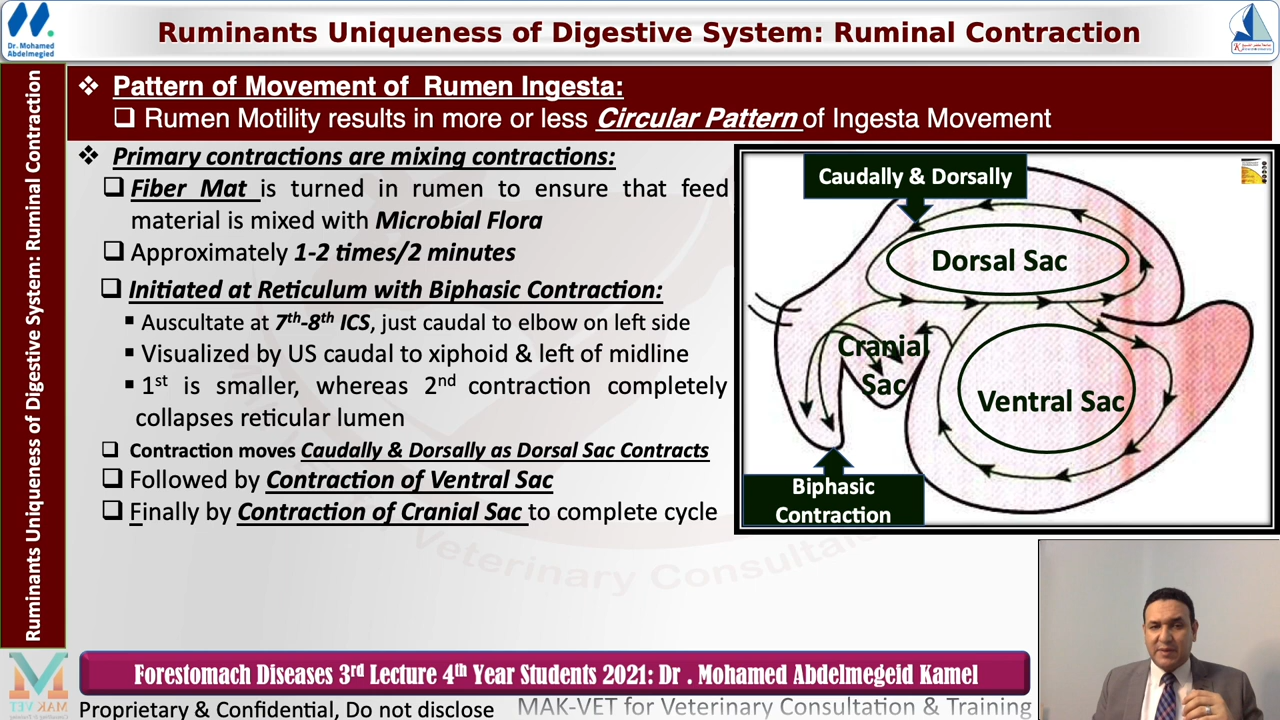 Dr. Mohamed
Abdelmegied
Ruminants Uniqueness of Digestive System: Ruminal Contraction
Ruminants Uniqueness of Digestive System: Ruminal Contraction
❖ Pattern of Movement of Rumen Ingesta:
❑ Rumen Motility results in more or less Circular Pattern of Ingesta Movement
❖ Primary contractions are mixing contractions:
❑ Fiber Mat is turned in rumen to ensure that feed
material is mixed with Microbial Flora
❑ Approximately 1-2 times/2 minutes
❑ Initiated at Reticulum with Biphasic Contraction:
▪ Auscultate at 7th-8th ICS, just caudal to elbow on left side
▪ Visualized by US caudal to xiphoid & left of midline
▪ 1st is smaller, whereas 2nd contraction completely
collapses reticular lumen
❑ Contraction moves Caudally & Dorsally as Dorsal Sac Contracts
❑ Followed by Contraction of Ventral Sac
❑ Finally by Contraction of Cranial Sac to complete cycle
Caudally & Dorsally
Dorsal Sac
Cranial
Sac
Ventral Sac
Biphasic
Contraction
Veterinary Consultat
MAK-VET
Forestomach Diseases 3rd Lecture 4th Year Students 2021: Dr . Mohamed Abdelmegeid Kamel
Proprietary & Confidential, Do not disclose
MAK-VET for Veterinary Consultation & Training